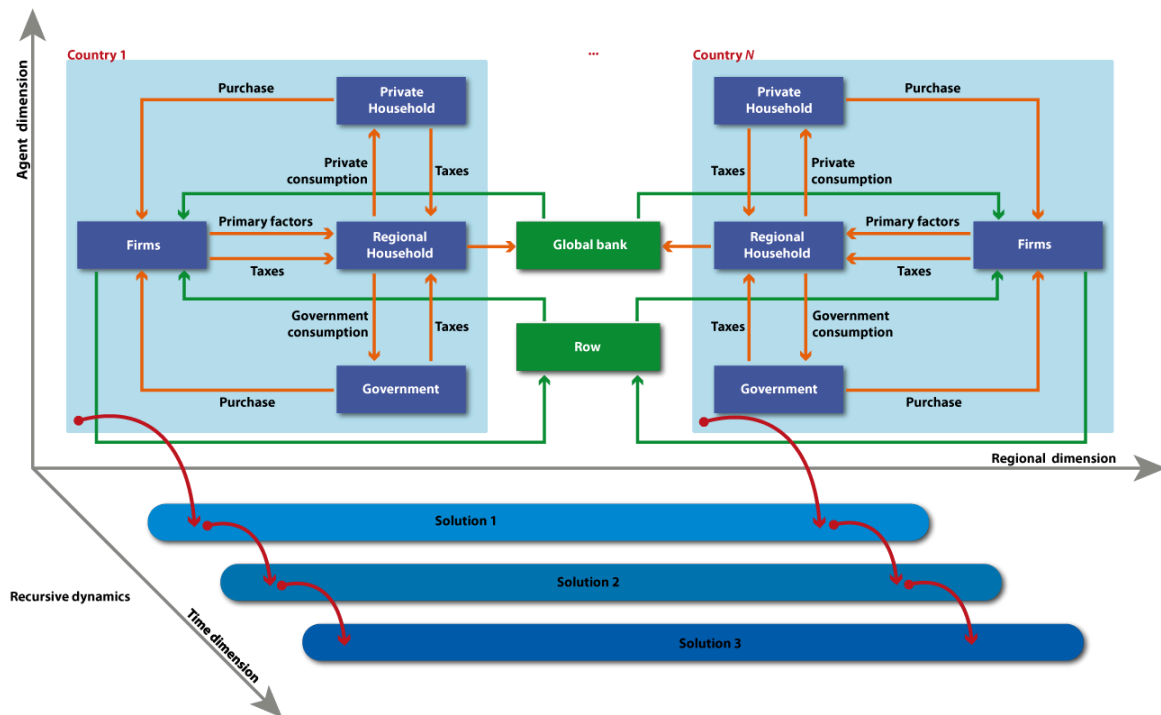 Agent dimension
Country 1
...
Country N
Purchase
Private
Household
Private
Household
Purchase
Private
consumption
Taxes
Taxes
Private
consumption
Firms
Primary factors
Taxes
Regional
Household
Global bank
Regional
Household
Primary factors
Taxes
Firms
Government
consumption
Taxes
Row
Taxes
Government
consumption
Government
Purchase
Government
Purchase
Regional dimension
Solution 1
Solution 2
Solution 3
Recursive dynamics
Time dimension